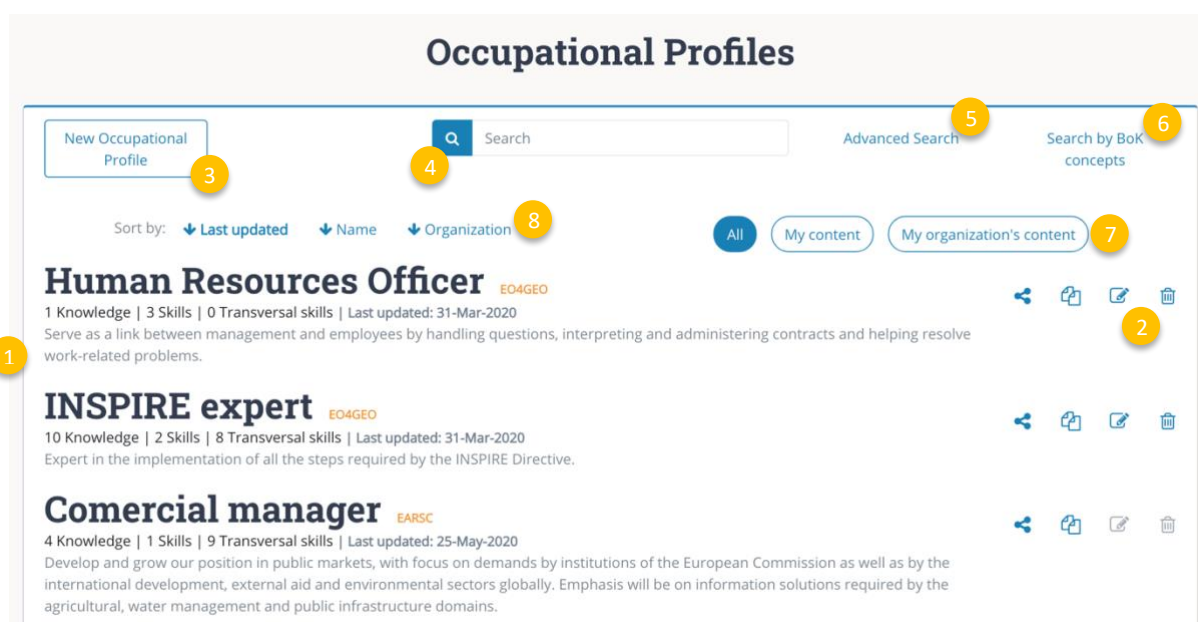 Occupational Profiles
New Occupational
Profile
3
Search
4
Advanced Search
5
Search by BoK
concepts
6
Sort by: Last updated Name Organization 8
All My content My organization's content 7
Human Resources Officer EO4GEO
1 Knowledge | 3 Skills | 0 Transversal skills | Last updated: 31-Mar-2020
2
Serve as a link between management and employees by handling questions, interpreting and administering contracts and helping resolve
work-related problems.
1
INSPIRE expert EO4GEO
10 Knowledge | 2 Skills | 8 Transversal skills | Last updated: 31-Mar-2020
Expert in the implementation of all the steps required by the INSPIRE Directive.
Comercial manager EARSC
4 Knowledge | 1 Skills | 9 Transversal skills | Last updated: 25-May-2020
Develop and grow our position in public markets, with focus on demands by institutions of the European Commission as well as by the
international development, external aid and environmental sectors globally. Emphasis will be on information solutions required by the
agricultural, water management and public infrastructure domains.